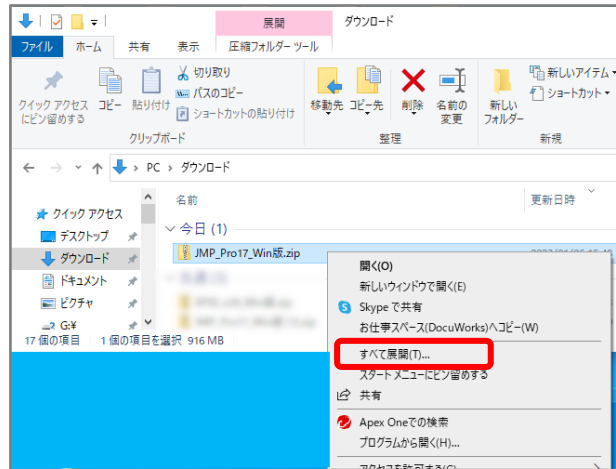 展開
ダウンロード
ファイル ホーム 共有 表示 圧縮フォルダー ツール
クイック アクセスにピン留めする
コピー
貼り付け
切り取り
パスのコピー
ショートカットの貼り付け
移動先
コピー先
削除
名前の変更
新しいフォルダー
新しいアイテム
ショートカット
クリップボード 整理 新規
PC › ダウンロード
名前 更新日時
クイック アクセス
デスクトップ
ダウンロード
ドキュメント
ピクチャ
G:¥
今日 (1)
JMP_Pro17_Win版.zip
17 個の項目 1 個の項目を選択 916 MB
開く(O)
新しいウィンドウで開く(E)
Skype で共有
お仕事スペース(DocuWorks)へコピー(W)
すべて展開(T)...
スタート メニューにピン留めする
共有
Apex Oneでの検索
プログラムから開く(H)...
アクセスを許可する(G)